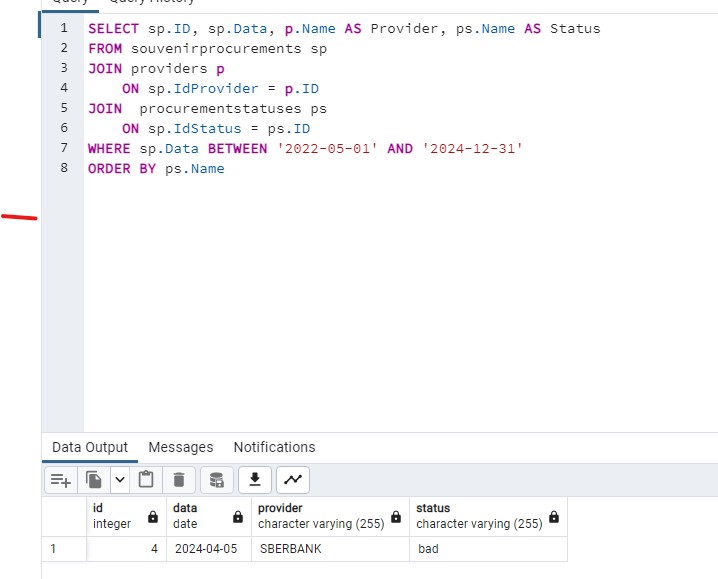 Query Query History
1 SELECT sp.ID, sp.Data, p.Name AS Provider, ps.Name AS Status
2 FROM souvenirprocurements sp
3 JOIN providers p
4 ON sp.IdProvider = p.ID
5 JOIN  procurementstatuses ps
6 ON sp.IdStatus = ps.ID
7 WHERE sp.Data BETWEEN '2022-05-01' AND '2024-12-31'
8 ORDER BY ps.Name
Data Output Messages Notifications
id data provider status
integer date character varying (255) character varying (255)
1 4 2024-04-05 SBERBANK bad